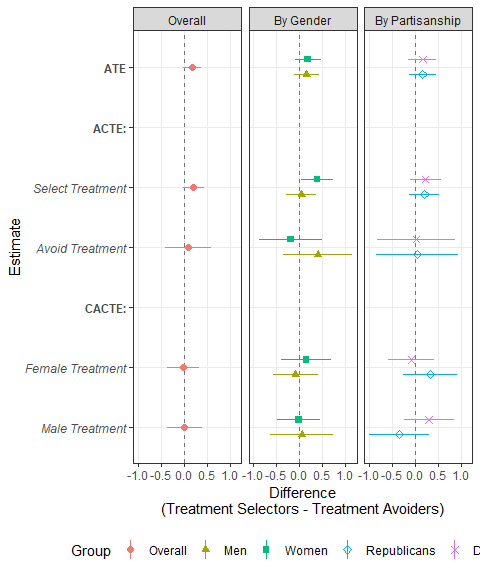 Overall By Gender By Partisanship
ATE
ACTE:
Select Treatment
Avoid Treatment
CACTE:
Female Treatment
Male Treatment
Estimate
-1.0 -0.5 0.0 0.5 1.0 -1.0 -0.5 0.0 0.5 1.0 -1.0 -0.5 0.0 0.5 1.0
Difference
(Treatment Selectors - Treatment Avoiders)
Group Overall Men Women Republicans D